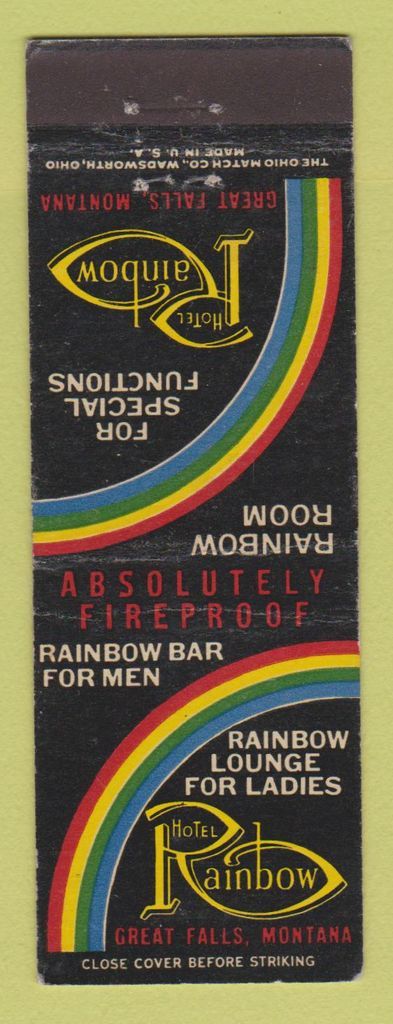 THE OHIO MATCH CO., WADSWORTH, OHIO
MADE IN U. S. A.
GREAT FALLS, MONTANA
HOTEL
Rainbow
FOR
SPECIAL
FUNCTIONS
RAINBOW
ROOM
ABSOLUTELY
FIREPROOF
RAINBOW BAR
FOR MEN
RAINBOW
LOUNGE
FOR LADIES
HOTEL
Rainbow
GREAT FALLS, MONTANA
CLOSE COVER BEFORE STRIKING